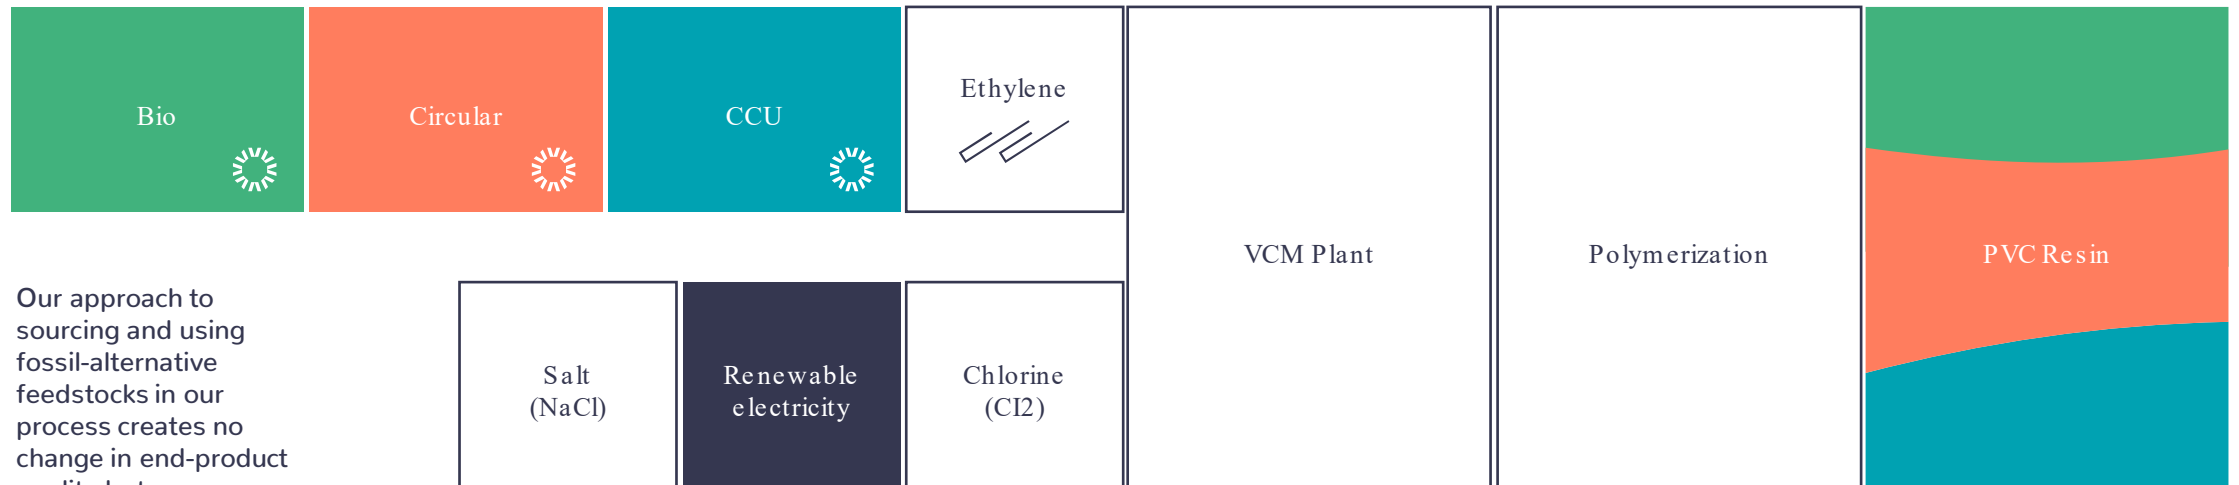 Bio
Circular
CCU
Ethylene
VCM Plant
Polymerization
PVC Resin
Our approach to
sourcing and using
fossil-alternative
feedstocks in our
process creates no
change in end-product
Salt
(NaCl)
Renewable
electricity
Chlorine
(CI2)